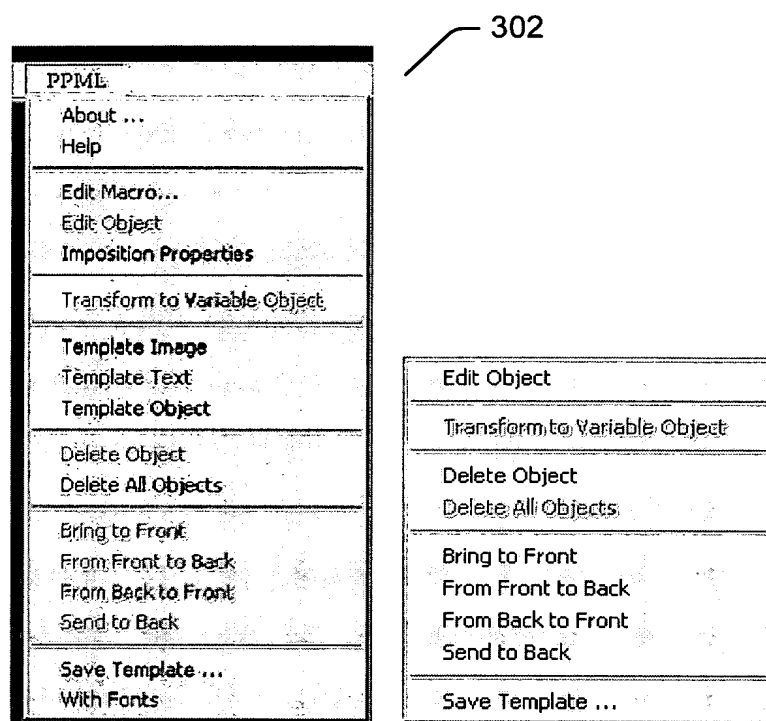 302
PPML
About ...
Help
Edit Macro...
Edit Object
Imposition Properties
Transform to Variable Object
Template Image
Template Text
Template Object
Delete Object
Delete All Objects
Bring to Front
From Front to Back
From Back to Front
Send to Back
Save Template ...
With Fonts
Edit Object
Transform to Variable Object
Delete Object
Delete All Objects
Bring to Front
From Front to Back
From Back to Front
Send to Back
Save Template ...